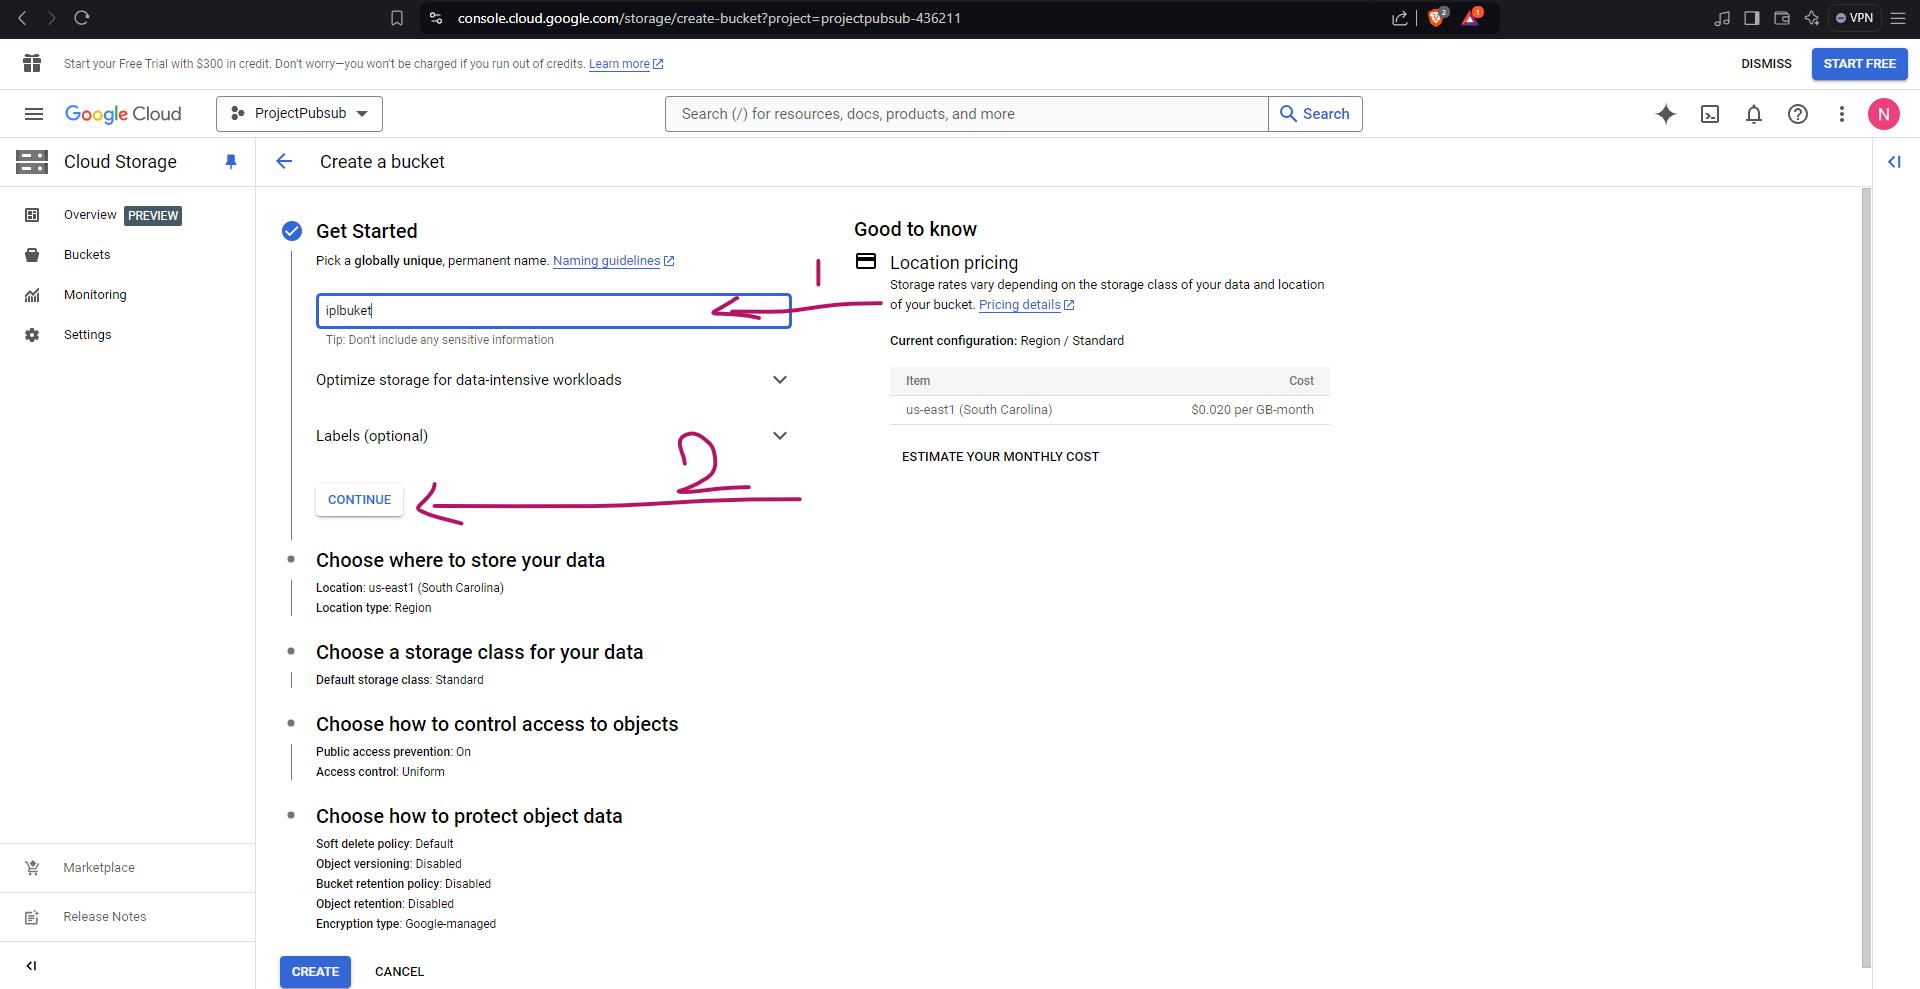 console.cloud.google.com/storage/create-bucket?project=projectpubsub-436211
2
1
VPN
Start your Free Trial with $300 in credit. Don't worry—you won't be charged if you run out of credits. Learn more
DISMISS
START FREE
Google Cloud
ProjectPubsub
Search (/) for resources, docs, products, and more
Search
N
Cloud Storage
Create a bucket
Overview PREVIEW
Buckets
Monitoring
Settings
Marketplace
Release Notes
Get Started
Pick a globally unique, permanent name. Naming guidelines
1
iplbuket
Tip: Don't include any sensitive information
Optimize storage for data-intensive workloads
Labels (optional)
2
CONTINUE
Choose where to store your data
Location: us-east1 (South Carolina)
Location type: Region
Choose a storage class for your data
Default storage class: Standard
Choose how to control access to objects
Public access prevention: On
Access control: Uniform
Choose how to protect object data
Soft delete policy: Default
Object versioning: Disabled
Bucket retention policy: Disabled
Object retention: Disabled
Encryption type: Google-managed
CREATE
CANCEL
Good to know
Location pricing
Storage rates vary depending on the storage class of your data and location
of your bucket. Pricing details
Current configuration: Region / Standard
Item Cost
us-east1 (South Carolina) $0.020 per GB-month
ESTIMATE YOUR MONTHLY COST